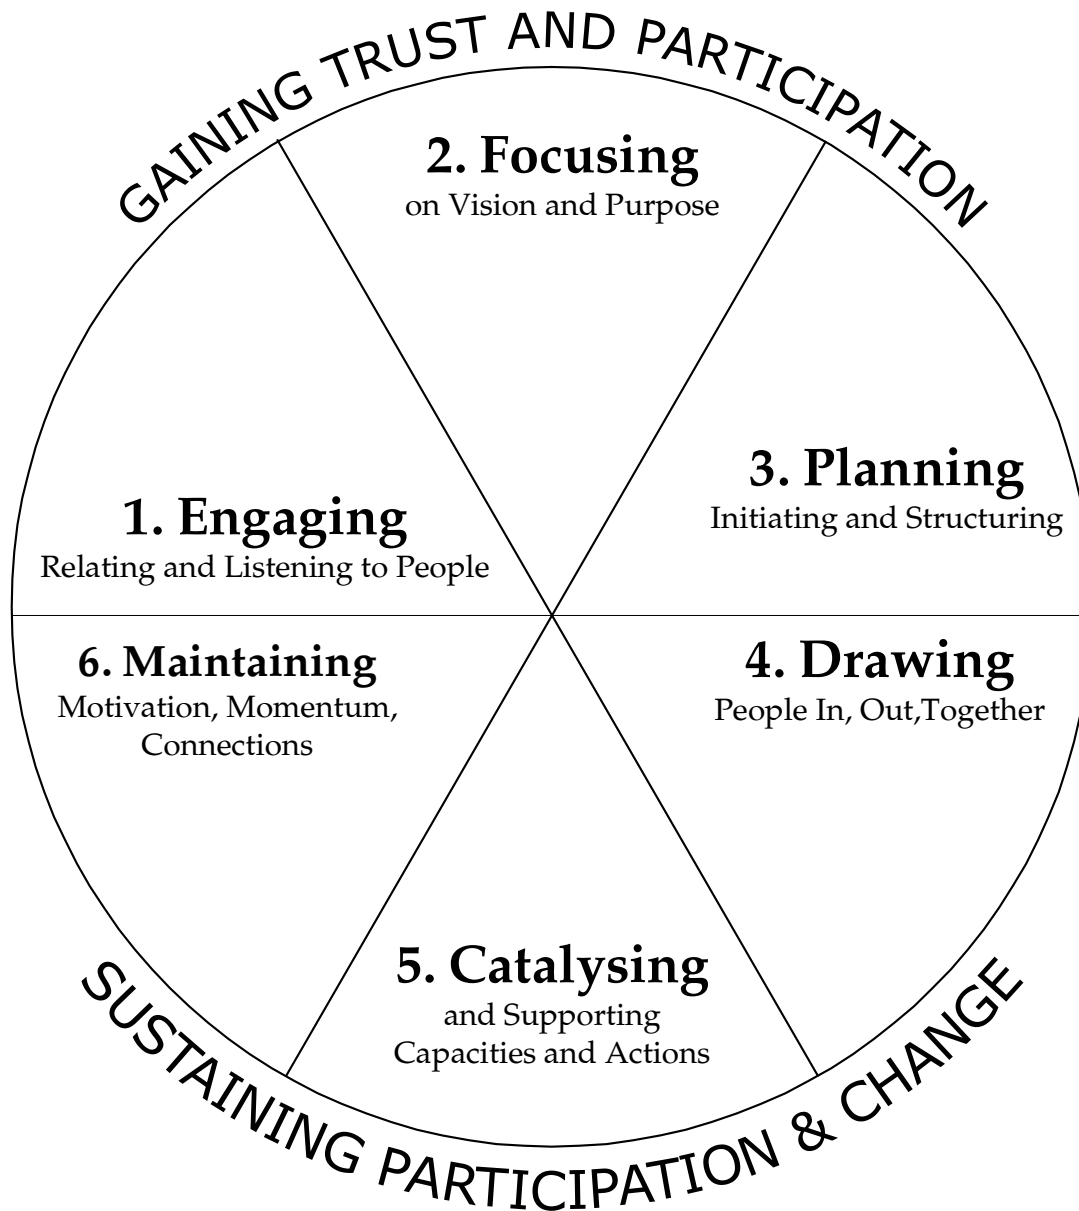 GAINING TRUST AND PARTICIPATION
2. Focusing
on Vision and Purpose
3. Planning
Initiating and Structuring
1. Engaging
Relating and Listening to People
6. Maintaining
Motivation, Momentum,
Connections
4. Drawing
People In, Out,Together
5. Catalysing
and Supporting
Capacities and Actions
SUSTAINING PARTICIPATION & CHANGE